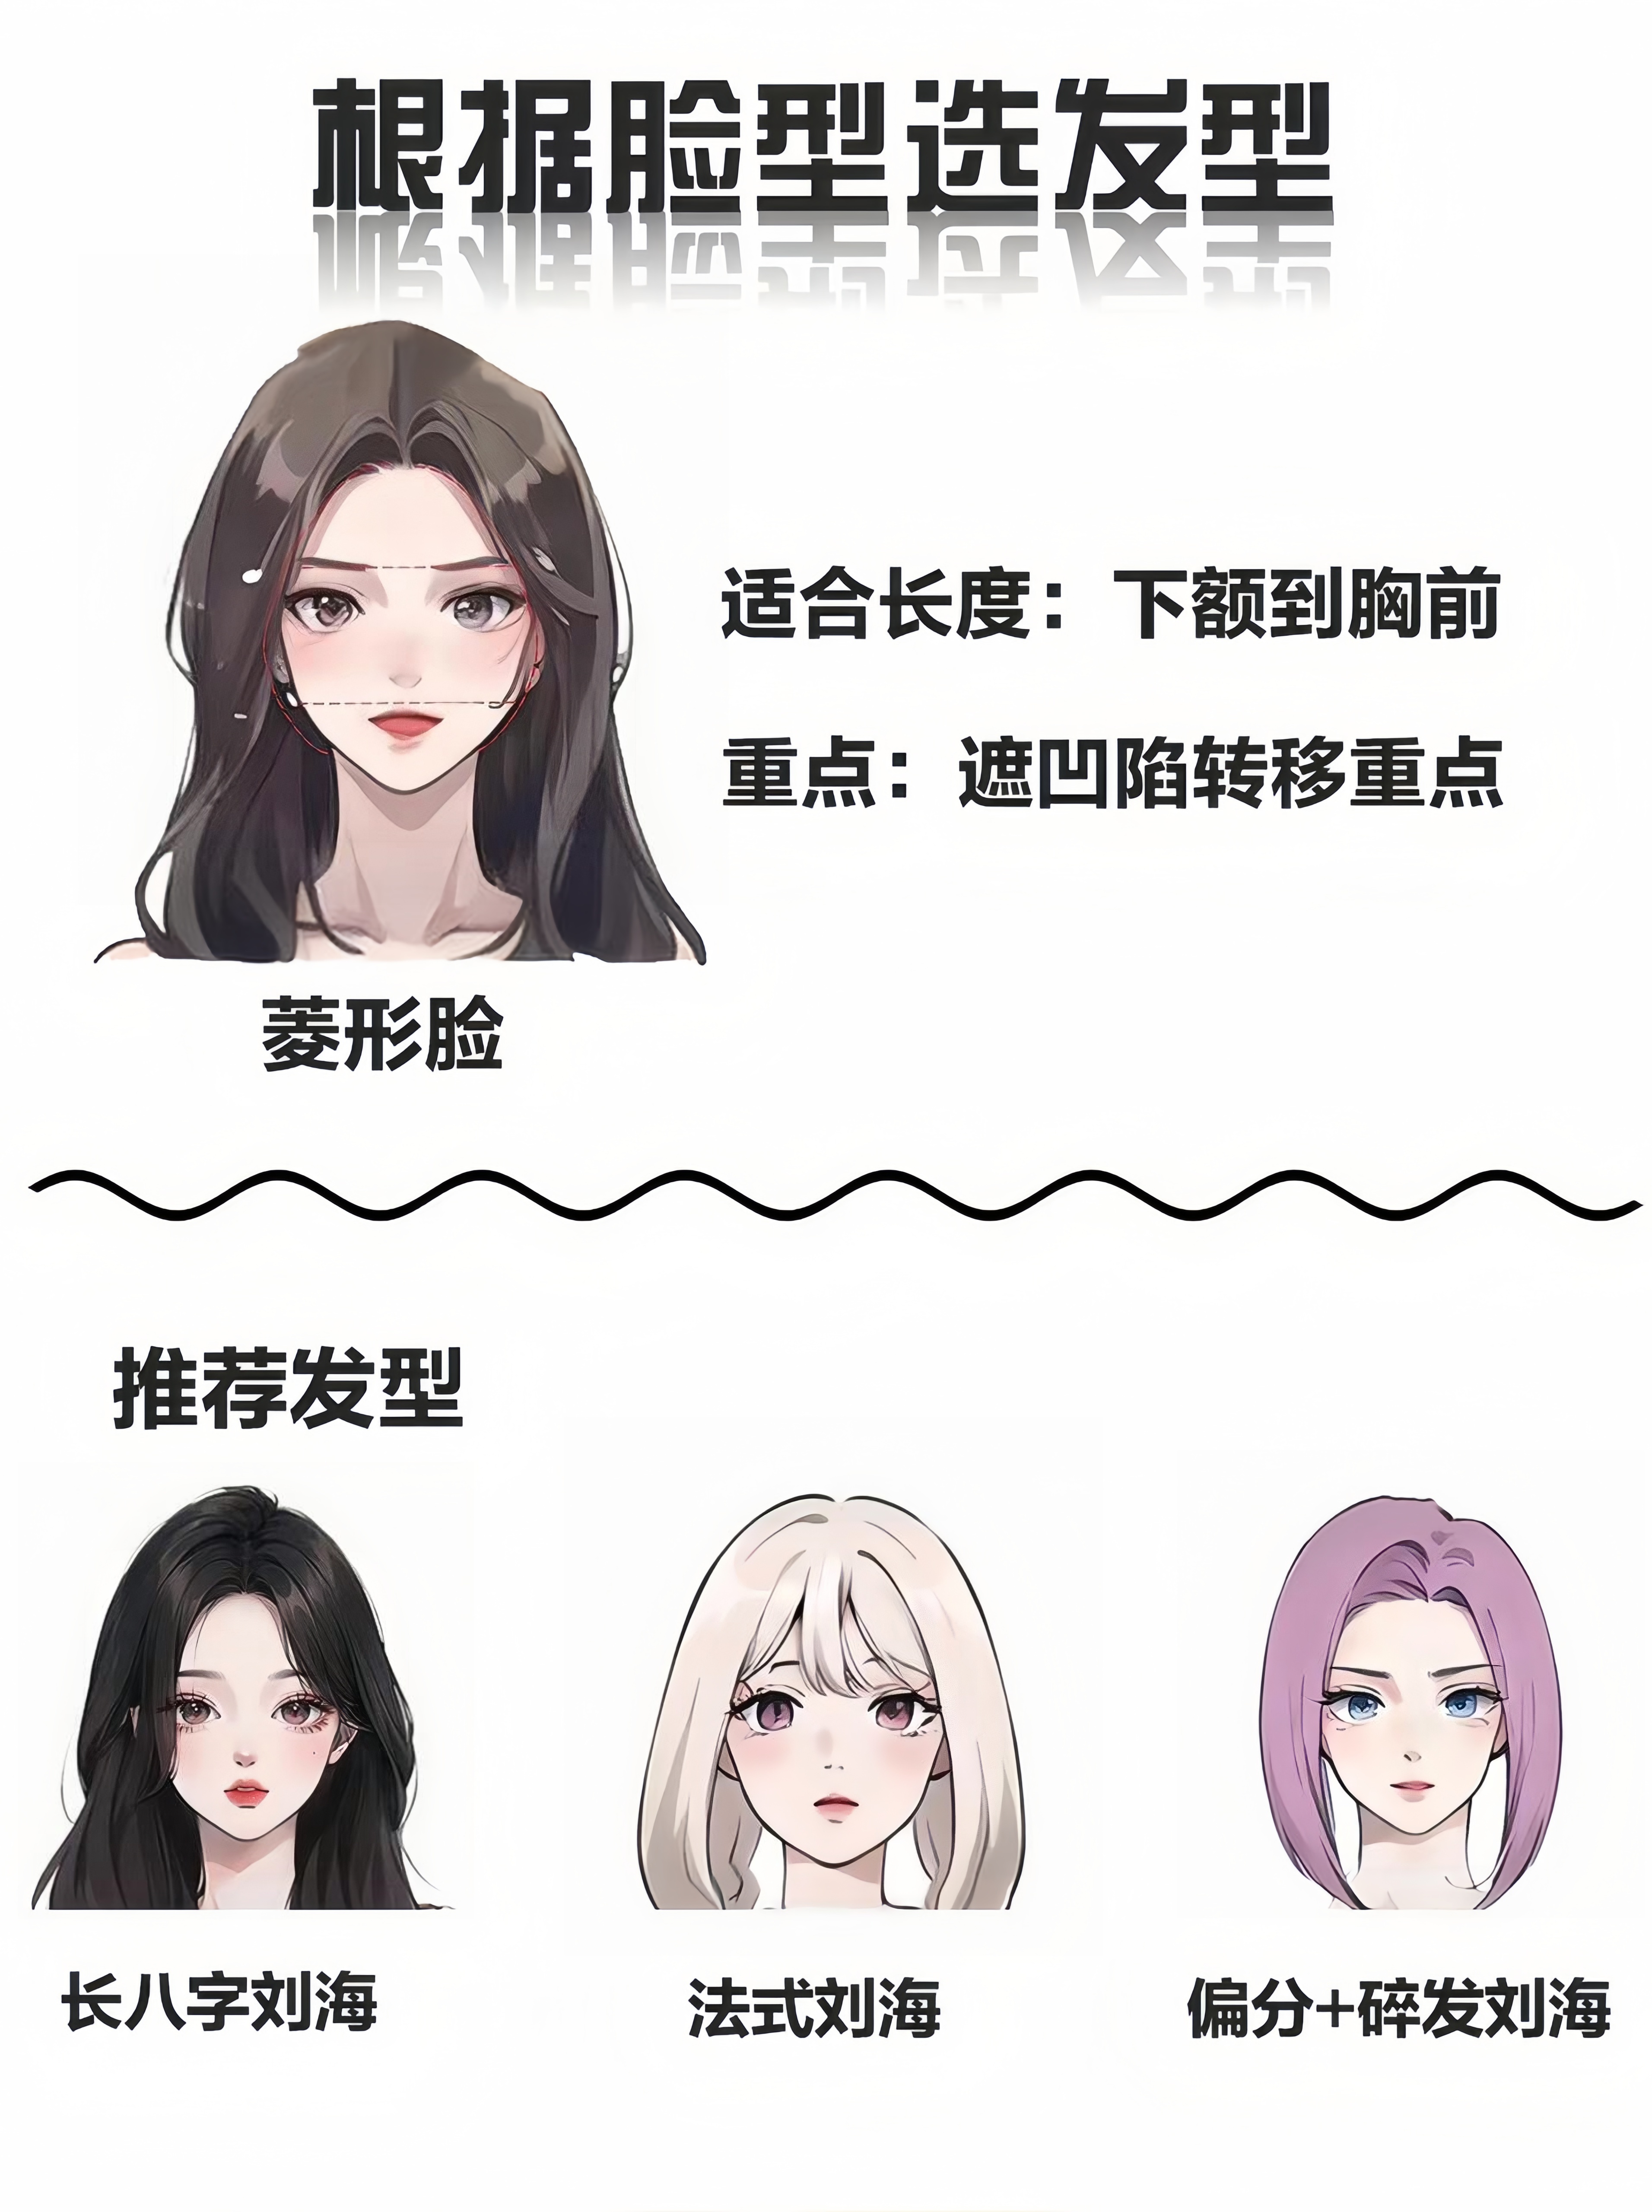 根据脸型选发型
适合长度：下额到胸前
重点：遮凹陷转移重点
菱形脸
推荐发型
长八字刘海
法式刘海
偏分+碎发刘海